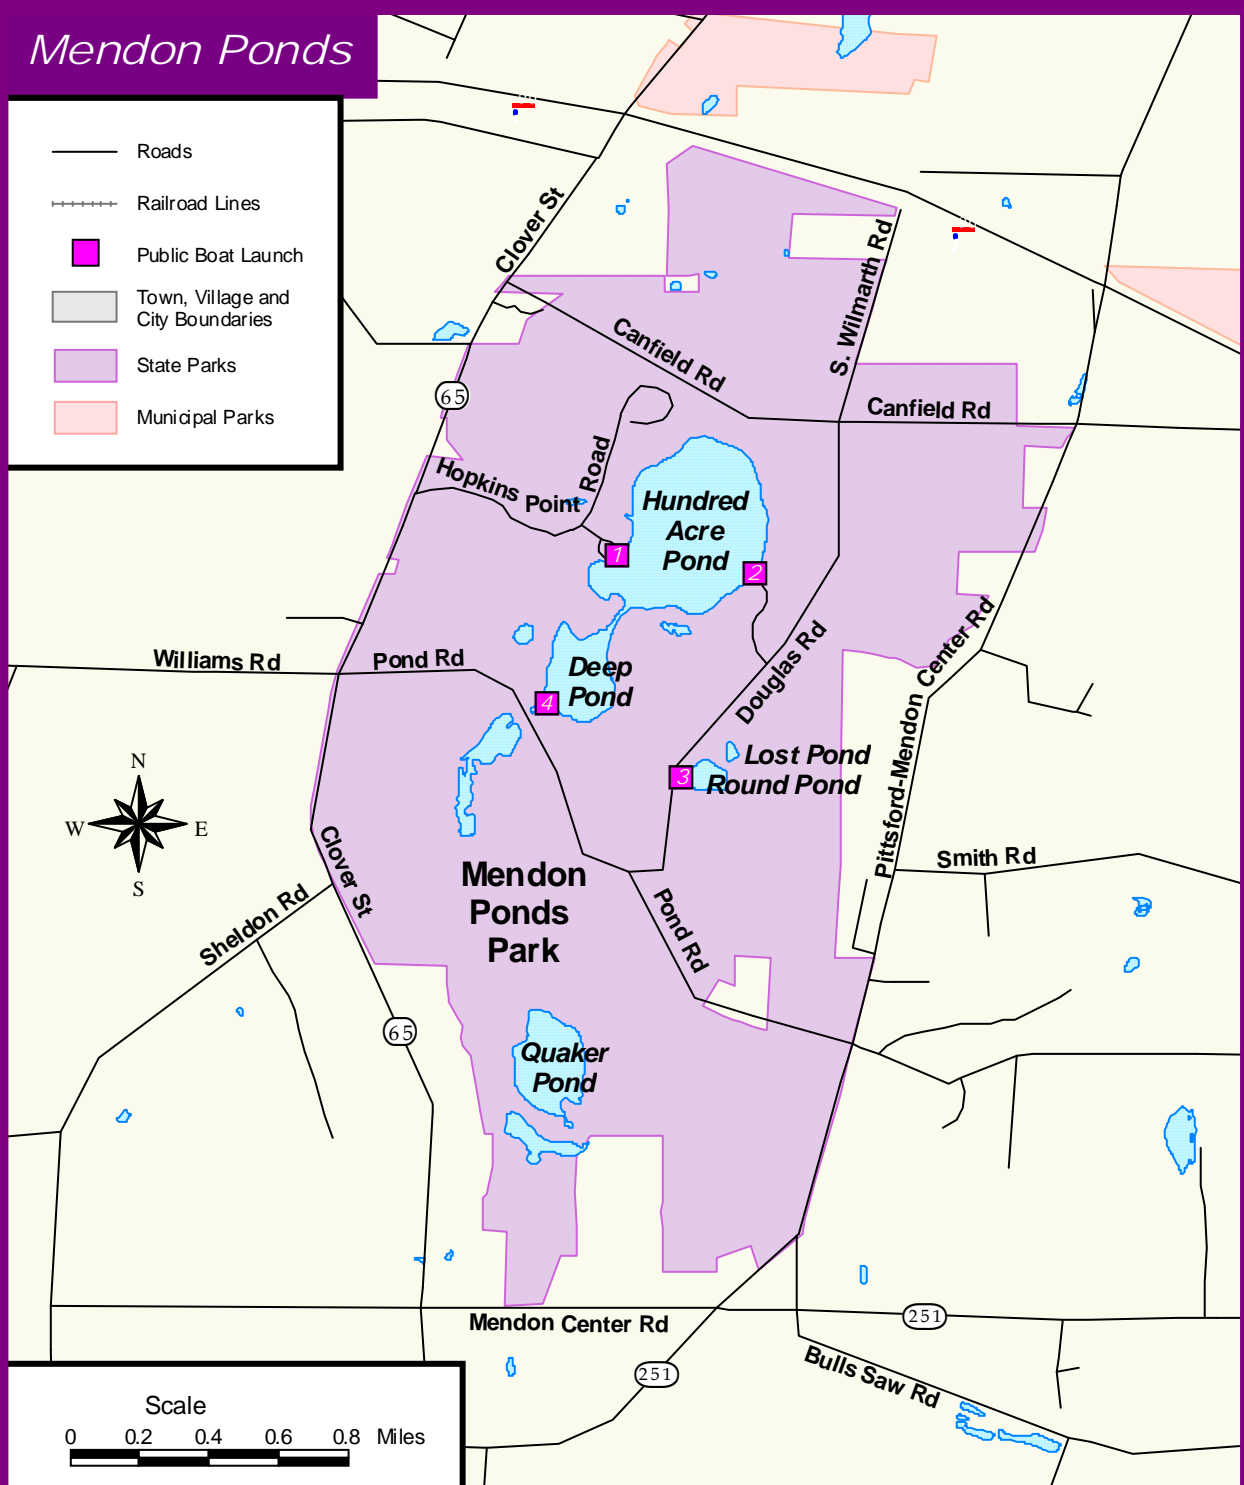 Mendon Ponds
Roads
Railroad Lines
Public Boat Launch
Town, Village and
City Boundaries
State Parks
Municipal Parks
Clover St
Canfield Rd
S. Wilmarth Rd
Canfield Rd
65
Hopkins Point Road
Hundred
Acre
Pond
1
2
Williams Rd
Pond Rd
Deep
Pond
4
Douglas Rd
Pittsford-Mendon Center Rd
Lost Pond
3
Round Pond
N
W
E
S
Clover St
Smith Rd
Mendon
Ponds
Park
Sheldon Rd
Pond Rd
65
Quaker
Pond
Mendon Center Rd
251
251
Bulls Saw Rd
Scale
0 0.2 0.4 0.6 0.8 Miles